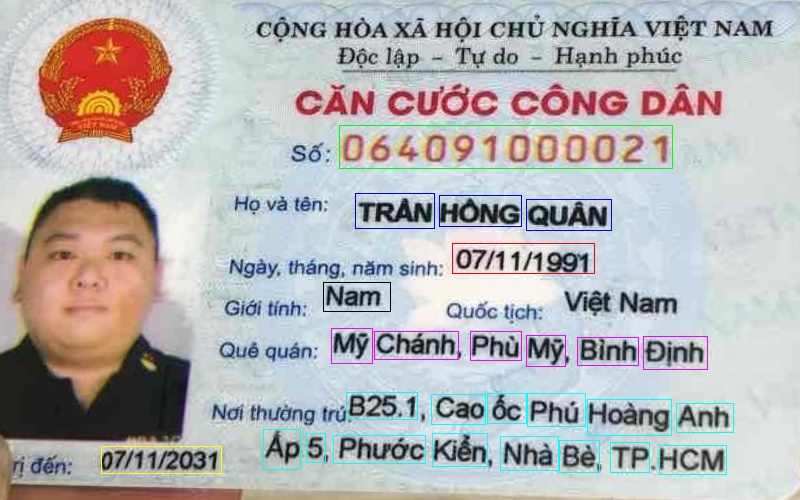 CỘNG HÒA XÃ HỘI CHỦ NGHĨA VIỆT NAM
Độc lập - Tự do - Hạnh phúc
CĂN CƯỚC CÔNG DÂN
Số: 064091000021
Họ và tên: TRẦN HỒNG QUÂN
Ngày, tháng, năm sinh: 07/11/1991
Giới tính: Nam Quốc tịch: Việt Nam
Quê quán: Mỹ Chánh, Phù Mỹ, Bình Định
Nơi thường trú: B25.1, Cao ốc Phú Hoàng Anh
Ấp 5, Phước Kiển, Nhà Bè, TP.HCM
trị đến: 07/11/2031